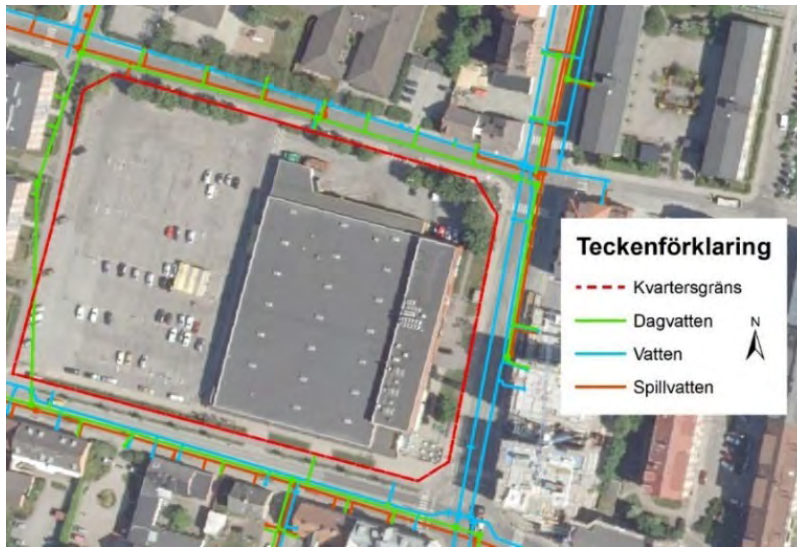 Teckenförklaring
Kvartersgräns
Dagvatten
Vatten
Spillvatten
N